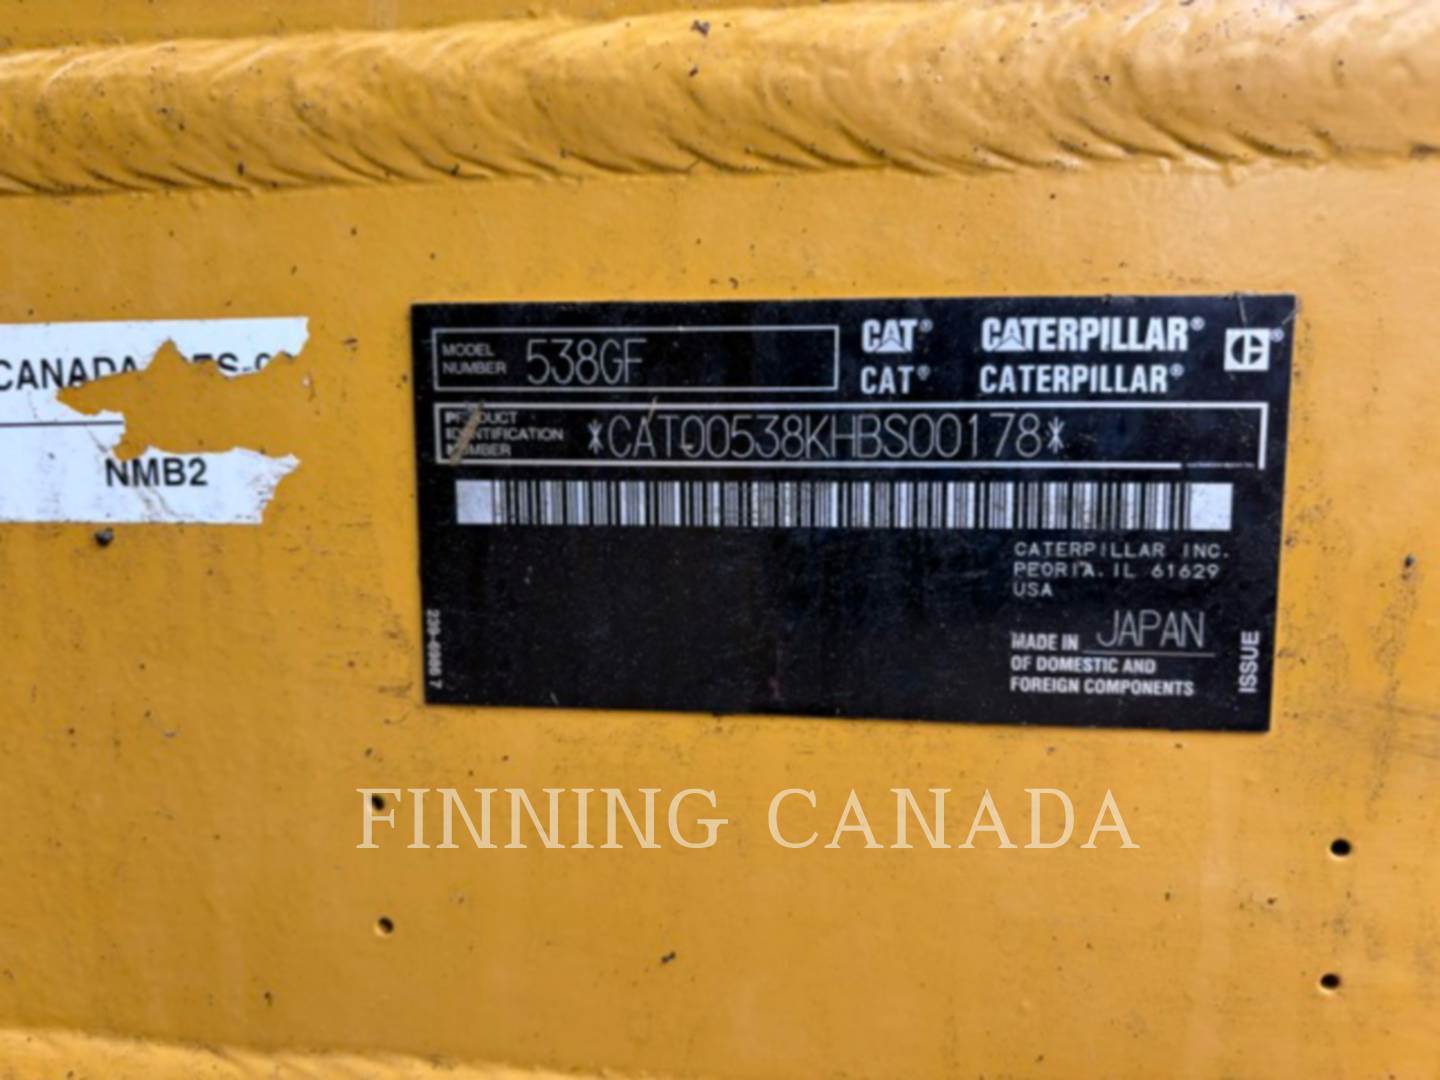 CANADA
NMB2
MODEL NUMBER 538GF
CAT® CATERPILLAR®
CAT® CATERPILLAR®
PRODUCT IDENTIFICATION NUMBER *CAT00538KHBS00178*
CATERPILLAR INC.
PEORIA, IL 61629
USA
MADE IN JAPAN
OF DOMESTIC AND
FOREIGN COMPONENTS
ISSUE
FINNING CANADA